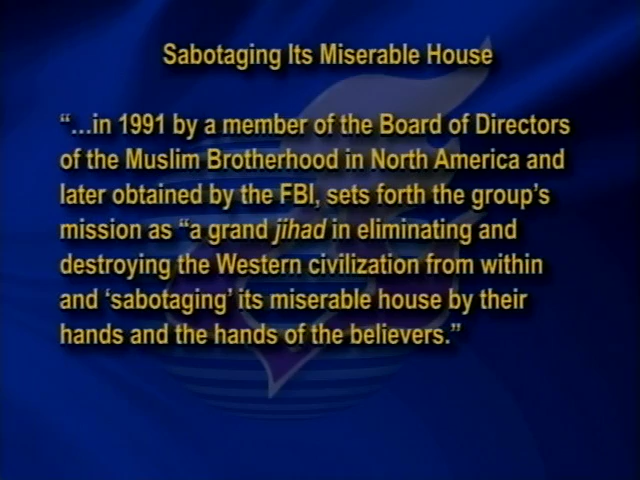 Sabotaging Its Miserable House
“...in 1991 by a member of the Board of Directors
of the Muslim Brotherhood in North America and
later obtained by the FBI, sets forth the group’s
mission as “a grand jihad in eliminating and
destroying the Western civilization from within
and ‘sabotaging’ its miserable house by their
hands and the hands of the believers.”